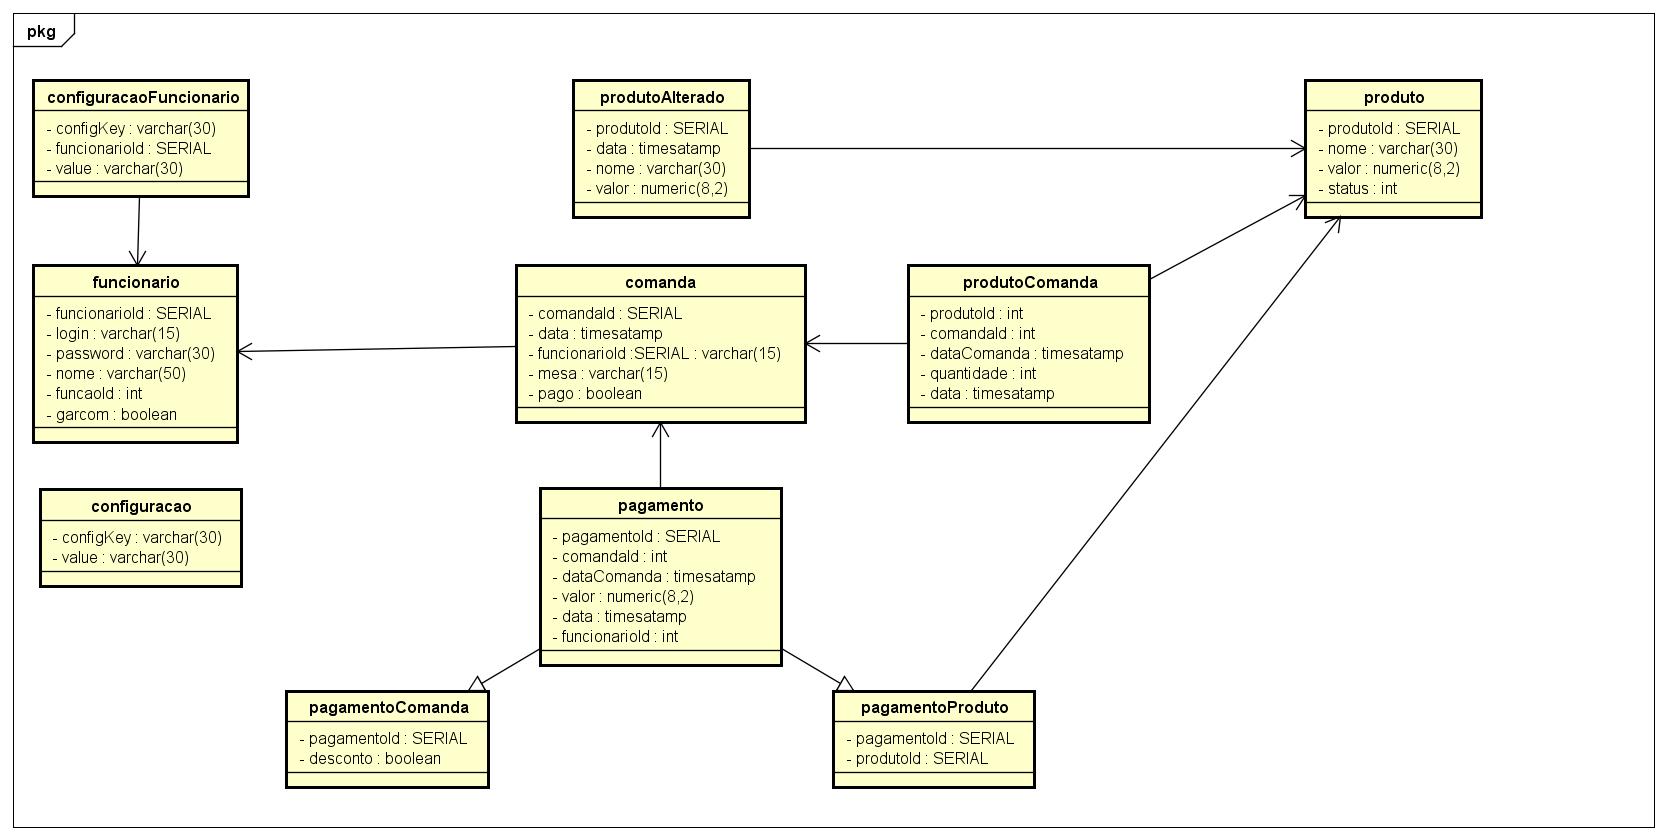 pkg
configuracaoFuncionario
- configKey : varchar(30)
- funcionarioId : SERIAL
- value : varchar(30)
produtoAlterado
- produtoId : SERIAL
- data : timesatamp
- nome : varchar(30)
- valor : numeric(8,2)
produto
- produtoId : SERIAL
- nome : varchar(30)
- valor : numeric(8,2)
- status : int
funcionario
- funcionarioId : SERIAL
- login : varchar(15)
- password : varchar(30)
- nome : varchar(50)
- funcaoId : int
- garcom : boolean
comanda
- comandaId : SERIAL
- data : timesatamp
- funcionarioId :SERIAL : varchar(15)
- mesa : varchar(15)
- pago : boolean
produtoComanda
- produtoId : int
- comandaId : int
- dataComanda : timesatamp
- quantidade : int
- data : timesatamp
configuracao
- configKey : varchar(30)
- value : varchar(30)
pagamento
- pagamentoId : SERIAL
- comandaId : int
- dataComanda : timesatamp
- valor : numeric(8,2)
- data : timesatamp
- funcionarioId : int
pagamentoComanda
- pagamentoId : SERIAL
- desconto : boolean
pagamentoProduto
- pagamentoId : SERIAL
- produtoId : SERIAL